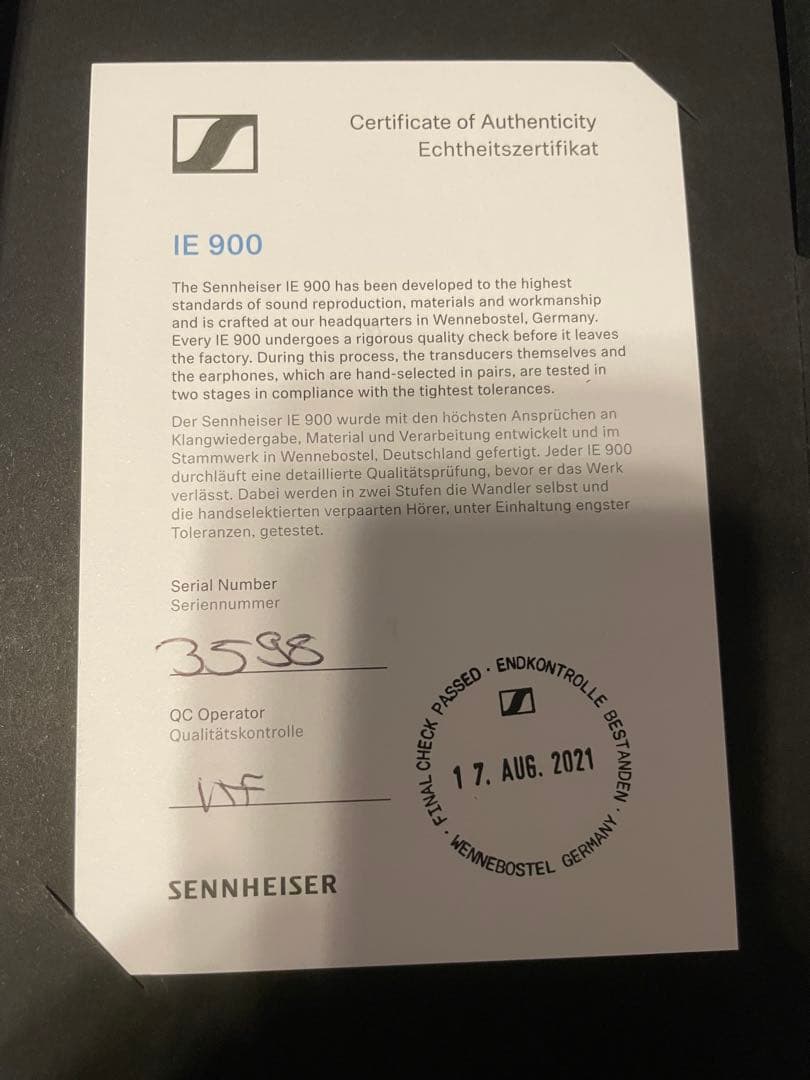 Certificate of Authenticity
Echtheitszertifikat
IE 900
The Sennheiser IE 900 has been developed to the highest
standards of sound reproduction, materials and workmanship
and is crafted at our headquarters in Wennebostel, Germany.
Every IE 900 undergoes a rigorous quality check before it leaves
the factory. During this process, the transducers themselves and
the earphones, which are hand-selected in pairs, are tested in
two stages in compliance with the tightest tolerances.
Der Sennheiser IE 900 wurde mit den höchsten Ansprüchen an
Klangwiedergabe, Material und Verarbeitung entwickelt und im
Stammwerk in Wennebostel, Deutschland gefertigt. Jeder IE 900
durchläuft eine detaillierte Qualitätsprüfung, bevor er das Werk
verlässt. Dabei werden in zwei Stufen die Wandler selbst und
die handselektierten verpaarten Hörer, unter Einhaltung engster
Toleranzen, getestet.
Serial Number
Seriennummer
3598
QC Operator
Qualitätskontrolle
SENNHEISER
· FINAL CHECK PASSED · ENDKONTROLLE BESTANDEN ·
17. AUG. 2021
WENNEBOSTEL GERMANY